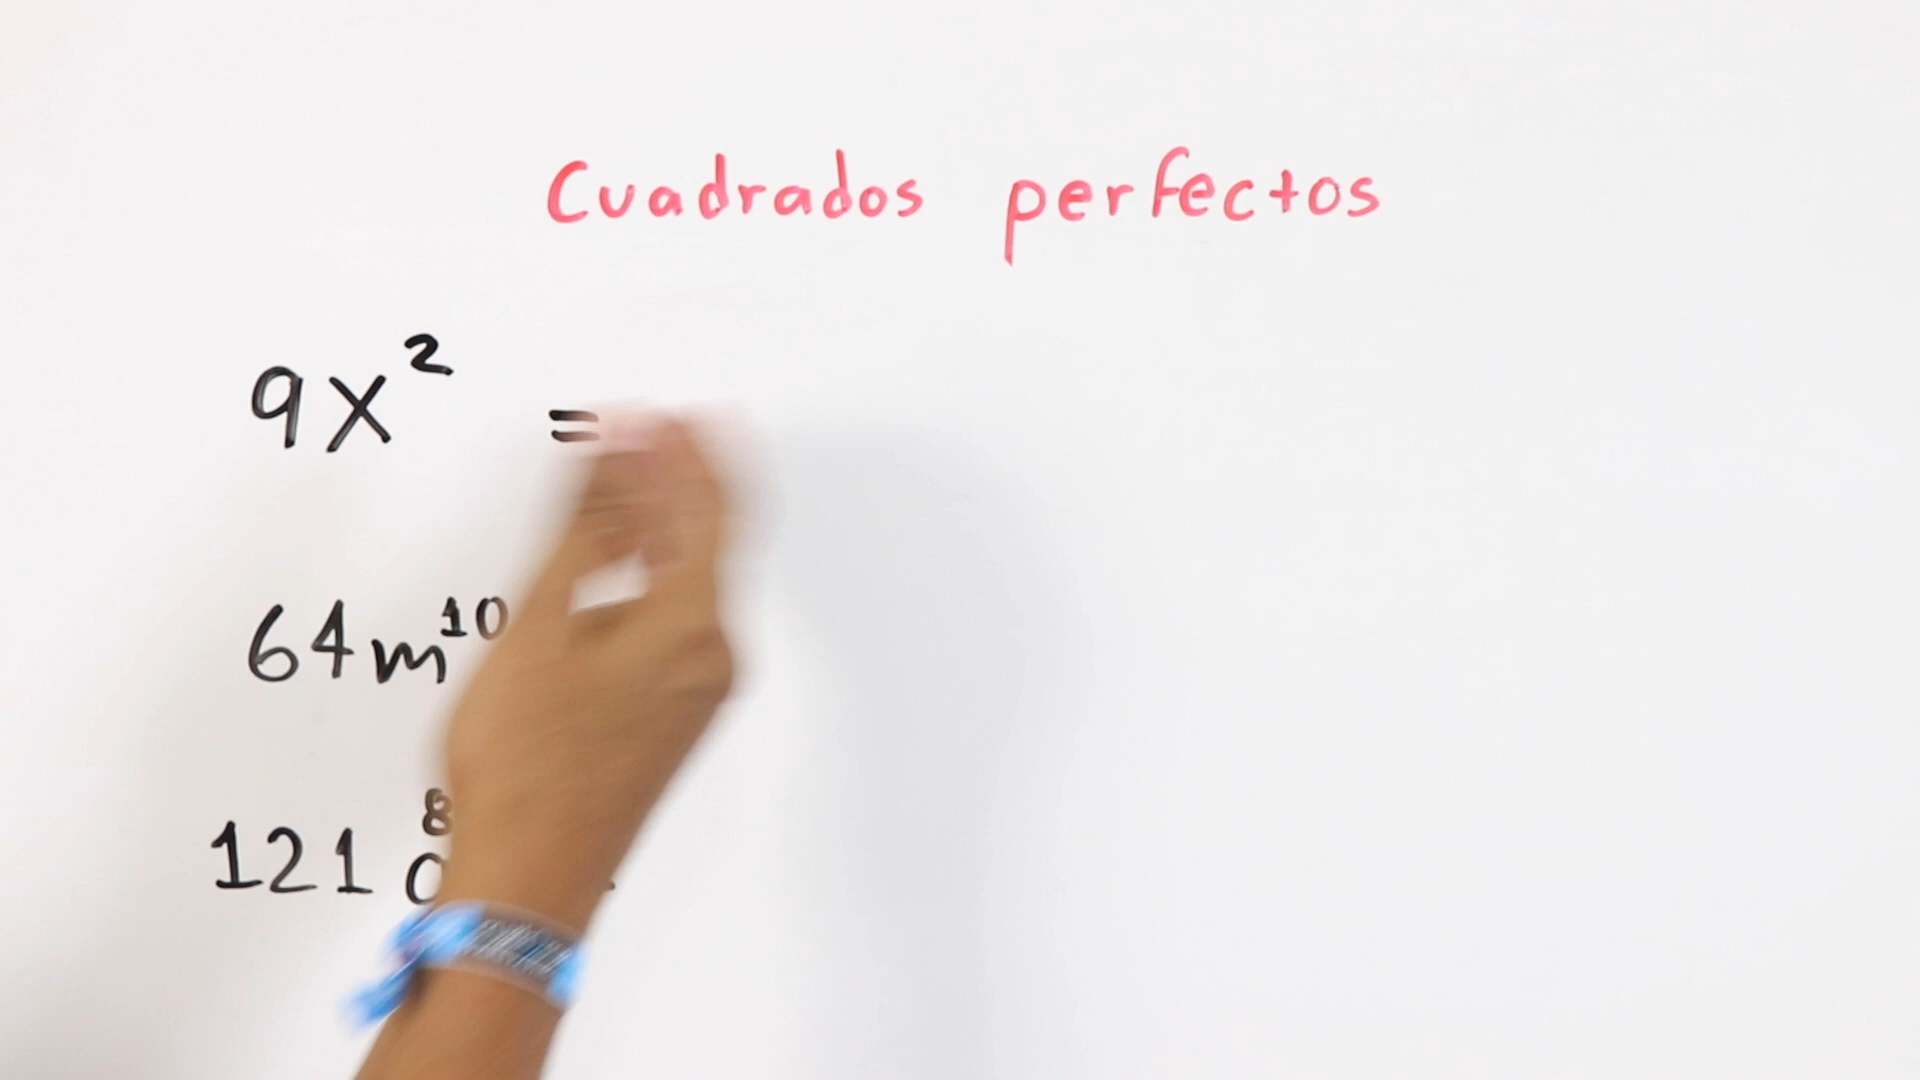 Cuadrados perfectos
9x² =
64m¹⁰
121